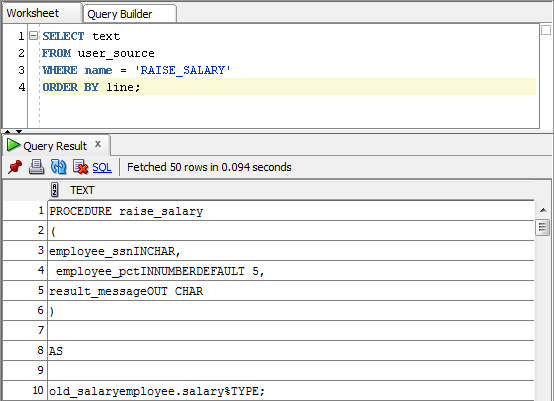 Worksheet Query Builder
1 SELECT text
2 FROM user_source
3 WHERE name = 'RAISE_SALARY'
4 ORDER BY line;
Query Result x
SQL | Fetched 50 rows in 0.094 seconds
TEXT
1 PROCEDURE raise_salary
2 (
3 employee_ssnINCHAR,
4 employee_pctINNUMBERDEFAULT 5,
5 result_messageOUT CHAR
6 )
7
8 AS
9
10 old_salaryemployee.salary%TYPE;